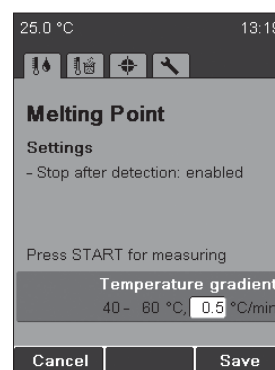 25.0 °C 13:19
Melting Point
Settings
- Stop after detection: enabled
Press START for measuring
Temperature gradient
40 - 60 °C, 0.5 °C/min
Cancel Save